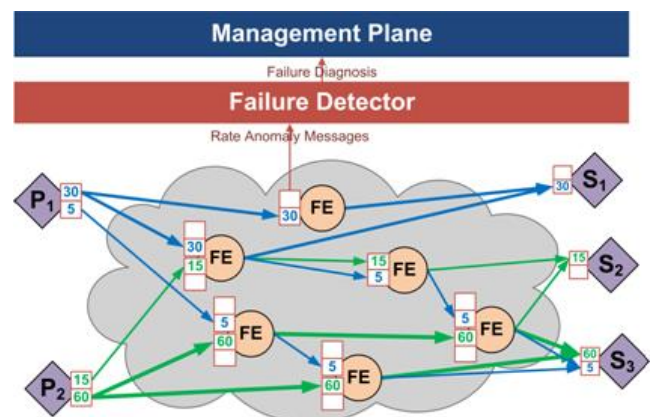 Management Plane
Failure Diagnosis
Failure Detector
Rate Anomaly Messages
P1
30
5
30
FE
30
S1
30
15
FE
15
5
FE
15
S2
5
60
FE
5
60
FE
5
60
FE
60
5
S3
P2
15
60